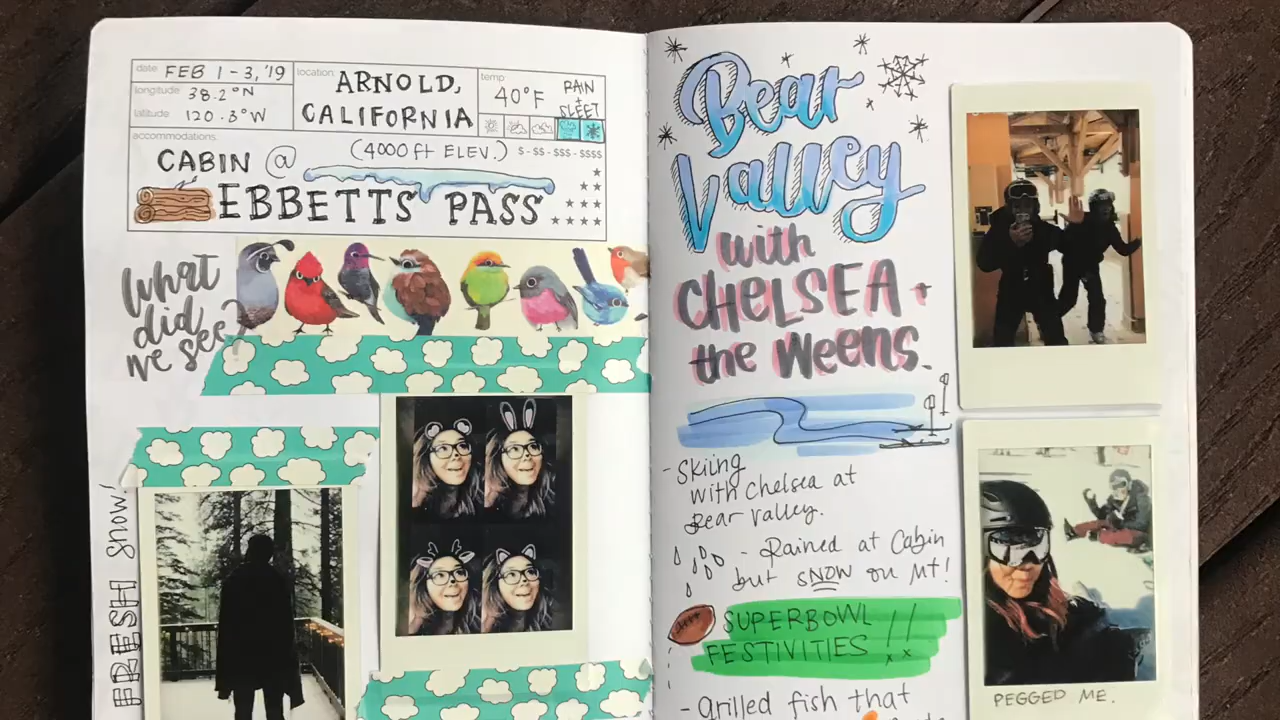 date FEB 1 - 3, '19
longitude 38.2°N
latitude 120.3°W
location: ARNOLD,
CALIFORNIA
temp 40°F
RAIN
+
SLEET
accommodations:
CABIN @ (4000 ft ELEV.) $ - $$ - $$$ - $$$$
EBBETTS PASS
What
did
we see?
FRESH Snow!
Bear
Valley
with
CHELSEA +
the Weens.
- Skiing
with Chelsea at
Bear Valley.
- Rained at Cabin
but SNOW on Mt!
SUPERBOWL
FESTIVITIES !!
- Grilled fish that
PEGGED ME.